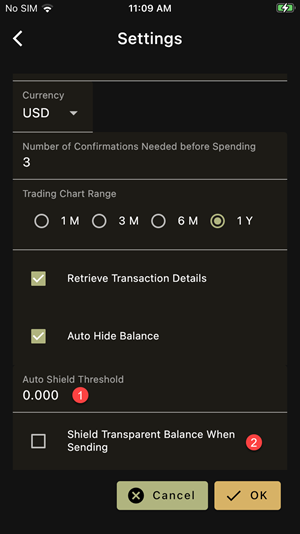 No SIM 11:09 AM
Settings
Currency
USD
Number of Confirmations Needed before Spending
3
Trading Chart Range
1 M 3 M 6 M 1 Y
Retrieve Transaction Details
Auto Hide Balance
Auto Shield Threshold
0.000 1
Shield Transparent Balance When
Sending 2
Cancel OK